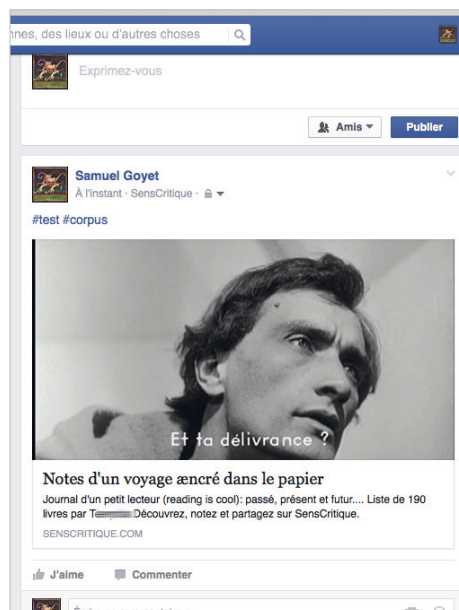 nnes, des lieux ou d'autres choses
Exprimez-vous
Amis
Publier
Samuel Goyet
À l'instant · SensCritique ·
#test #corpus
Et ta délivrance ?
Notes d'un voyage æncré dans le papier
Journal d'un petit lecteur (reading is cool): passé, présent et futur.... Liste de 190
livres par Découvrez, notez et partagez sur SensCritique.
SENSCRITIQUE.COM
J'aime Commenter